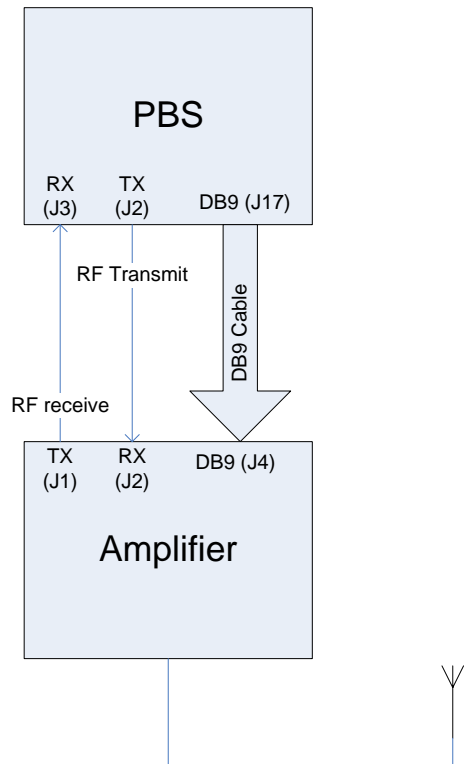 PBS
RX
(J3)
TX
(J2)
DB9 (J17)
RF Transmit
DB9 Cable
RF receive
TX
(J1)
RX
(J2)
DB9 (J4)
Amplifier